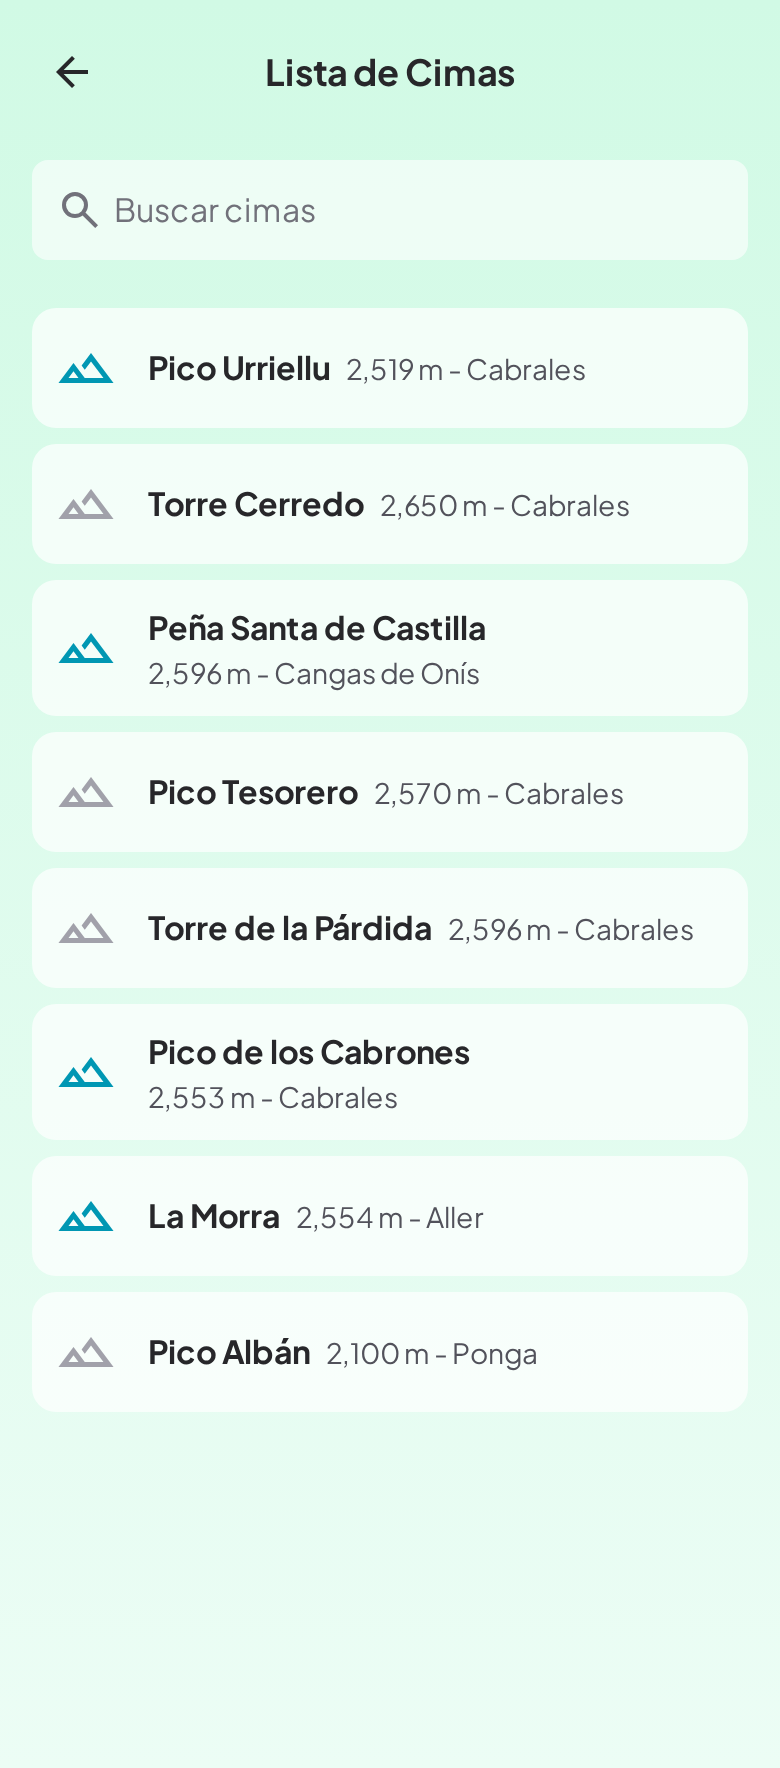 Lista de Cimas
Buscar cimas
Pico Urriellu 2,519 m - Cabrales
Torre Cerredo 2,650 m - Cabrales
Peña Santa de Castilla
2,596 m - Cangas de Onís
Pico Tesorero 2,570 m - Cabrales
Torre de la Párdida 2,596 m - Cabrales
Pico de los Cabrones
2,553 m - Cabrales
La Morra 2,554 m - Aller
Pico Albán 2,100 m - Ponga